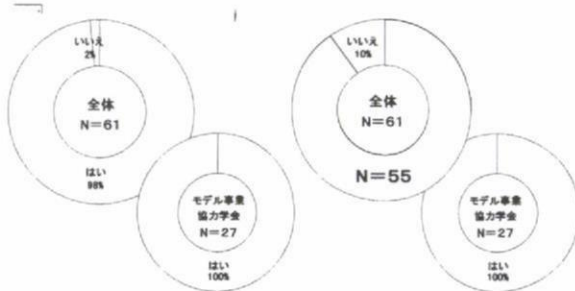 いいえ
2%
全体
N=61
はい
98%
モデル事業
協力学会
N=27
はい
100%
いいえ
10%
全体
N=61
N=55
モデル事業
協力学会
N=27
はい
100%